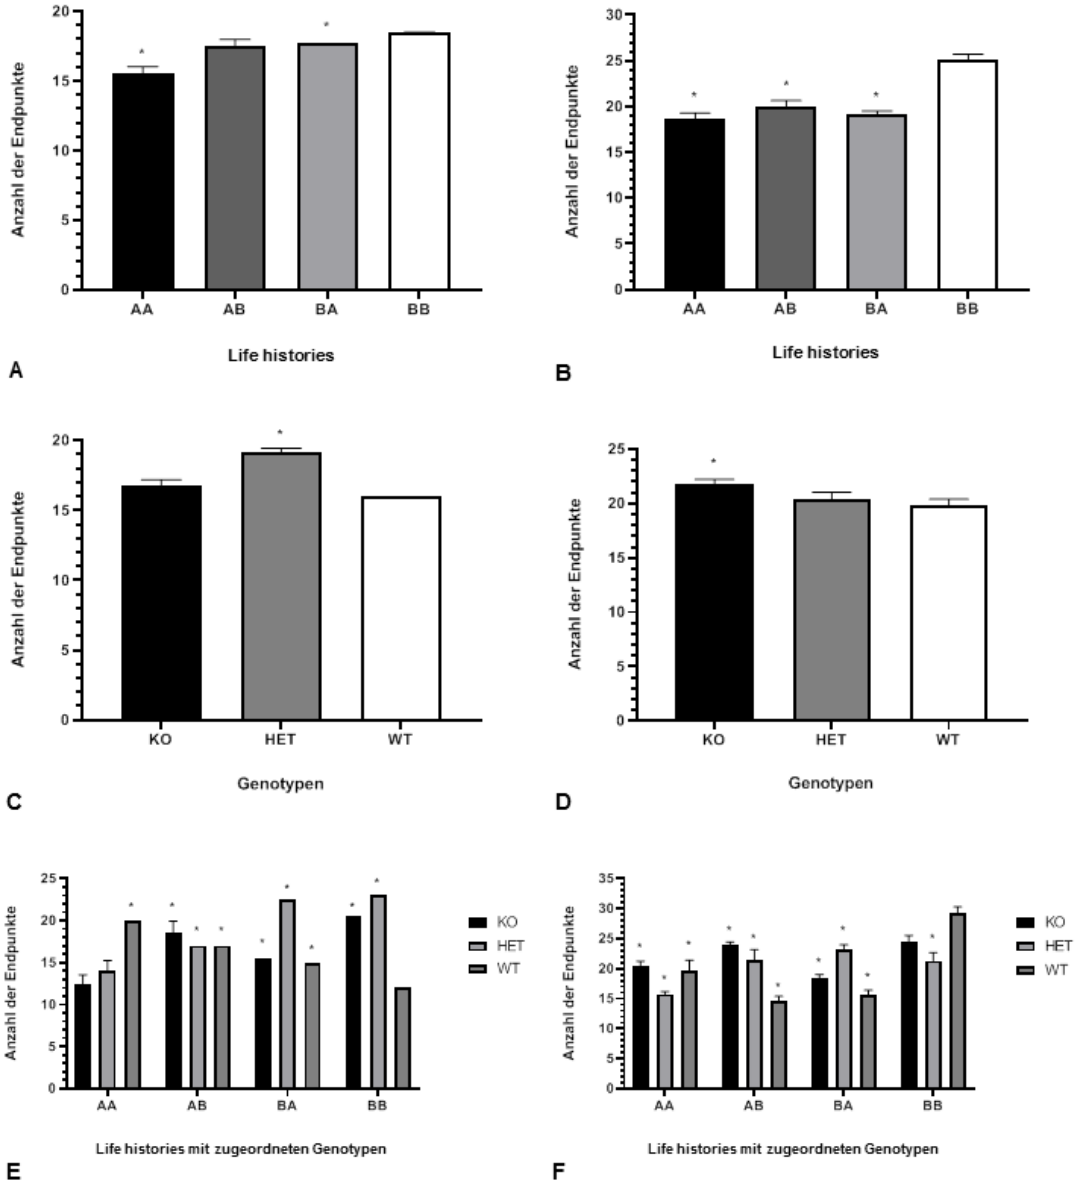 Anzahl der Endpunkte
20
15
10
5
0
*
*
AA
AB
BA
BB
Life histories
A
Anzahl der Endpunkte
30
25
20
15
10
5
0
*
*
*
AA
AB
BA
BB
Life histories
B
Anzahl der Endpunkte
20
15
10
5
0
*
KO
HET
WT
Genotypen
C
Anzahl der Endpunkte
25
20
15
10
5
0
*
KO
HET
WT
Genotypen
D
Anzahl der Endpunkte
25
20
15
10
5
0
*
*
*
*
*
*
*
*
*
AA
AB
BA
BB
KO
HET
WT
Life histories mit zugeordneten Genotypen
E
Anzahl der Endpunkte
35
30
25
20
15
10
5
0
*
*
*
*
*
*
*
*
*
*
AA
AB
BA
BB
KO
HET
WT
Life histories mit zugeordneten Genotypen
F